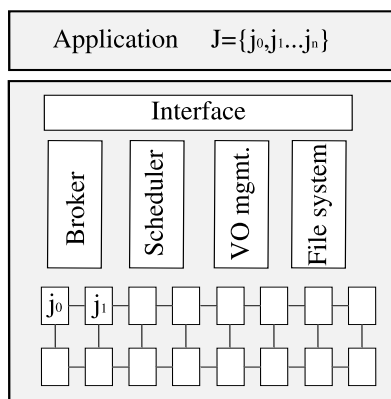 Application J={j₀,j₁...jₙ}
Interface
Broker
Scheduler
VO mgmt.
File system
j₀ j₁